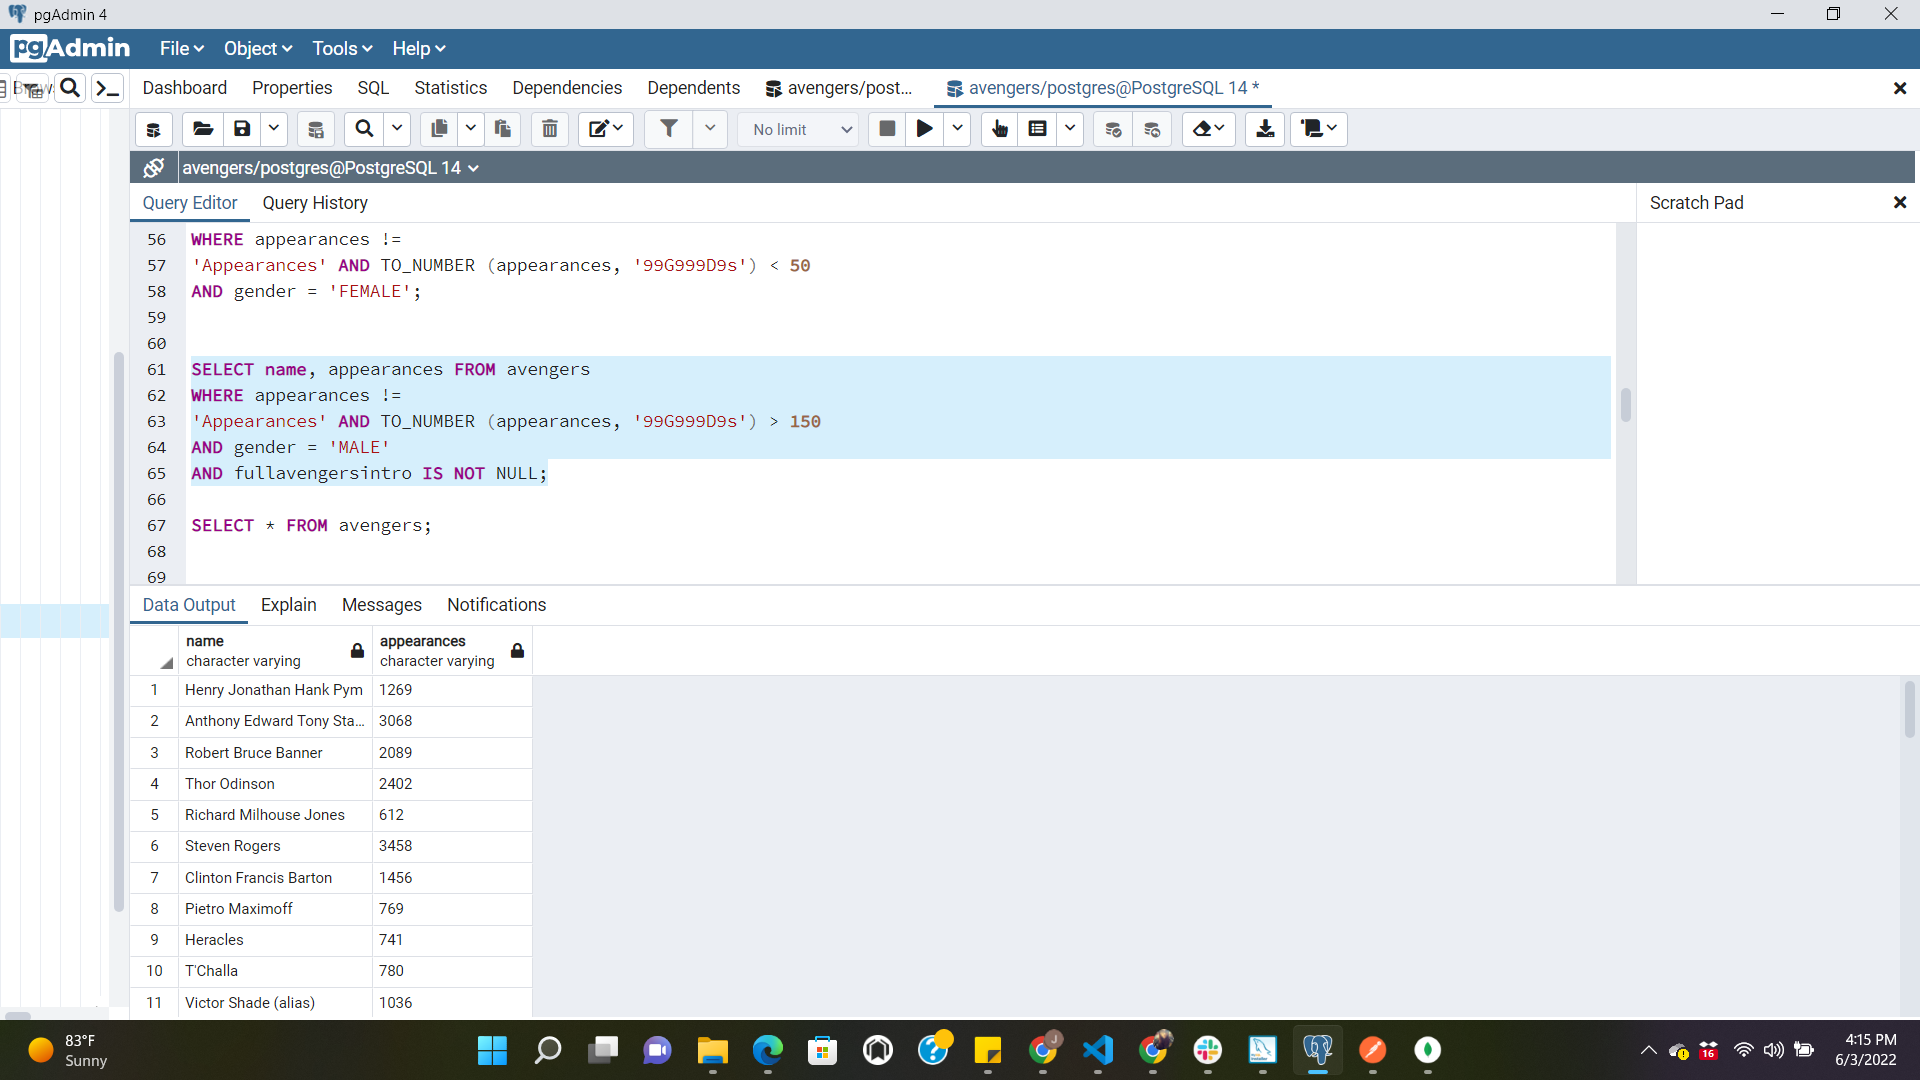 pgAdmin 4
pgAdmin File Object Tools Help
Dashboard Properties SQL Statistics Dependencies Dependents avengers/post... avengers/postgres@PostgreSQL 14 *
No limit
avengers/postgres@PostgreSQL 14
Query Editor Query History
Scratch Pad
56 WHERE appearances !=
57 'Appearances' AND TO_NUMBER (appearances, '99G999D9s') < 50
58 AND gender = 'FEMALE';
59
60
61 SELECT name, appearances FROM avengers
62 WHERE appearances !=
63 'Appearances' AND TO_NUMBER (appearances, '99G999D9s') > 150
64 AND gender = 'MALE'
65 AND fullavengersintro IS NOT NULL;
66
67 SELECT * FROM avengers;
68
69
Data Output Explain Messages Notifications
name appearances
character varying character varying
1 Henry Jonathan Hank Pym 1269
2 Anthony Edward Tony Sta... 3068
3 Robert Bruce Banner 2089
4 Thor Odinson 2402
5 Richard Milhouse Jones 612
6 Steven Rogers 3458
7 Clinton Francis Barton 1456
8 Pietro Maximoff 769
9 Heracles 741
10 T'Challa 780
11 Victor Shade (alias) 1036
83°F
Sunny
J
16
4:15 PM
6/3/2022